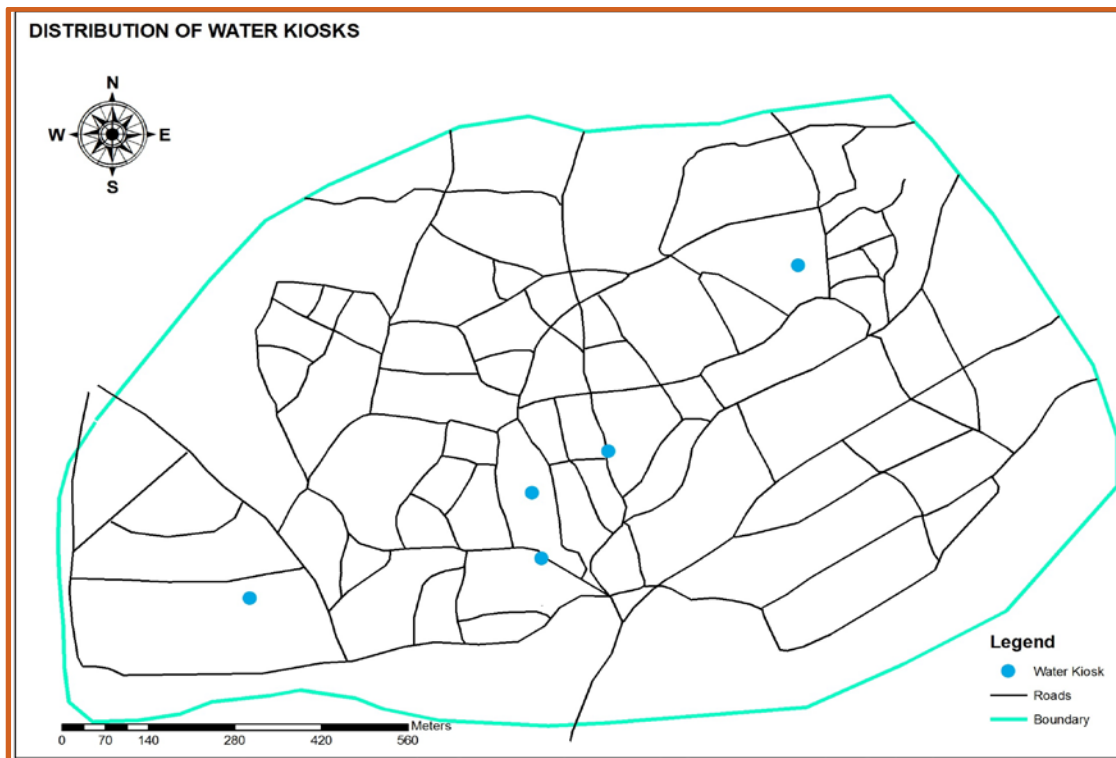 DISTRIBUTION OF WATER KIOSKS
N
W E
S
Legend
Water Kiosk
Roads
Boundary
Meters
0 70 140 280 420 560